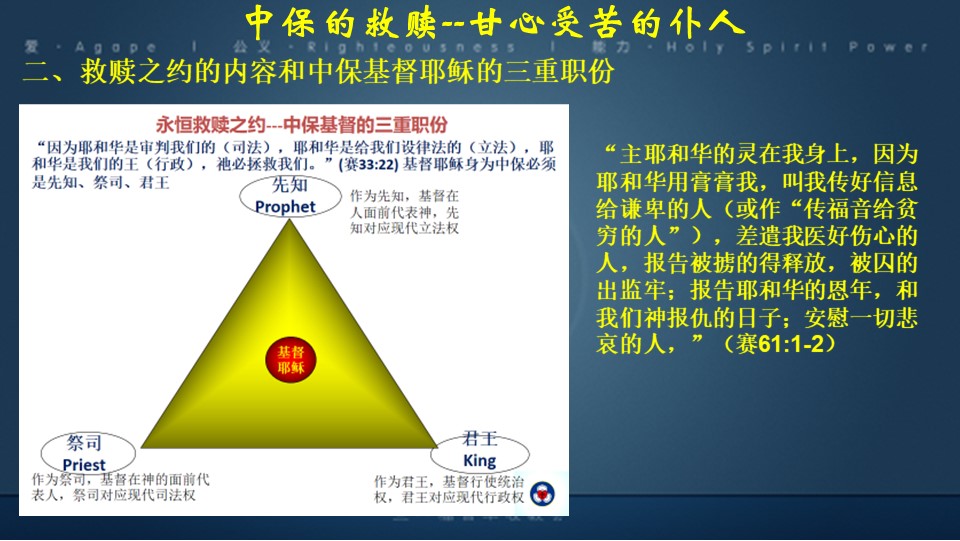 中保的救赎--甘心受苦的仆人
爱 · Agape | 公义 · Righteousness | 能力 · Holy Spirit Power
二、救赎之约的内容和中保基督耶稣的三重职份
永恒救赎之约---中保基督的三重职份
“因为耶和华是审判我们的（司法），耶和华是给我们设律法的（立法），耶
和华是我们的王（行政），祂必拯救我们。”(赛33:22) 基督耶稣身为中保必须
是先知、祭司、君王
先知
Prophet
作为先知，基督在
人面前代表神，先
知对应现代立法权
基督
耶稣
祭司
Priest
作为祭司，基督在神的面前代
表人，祭司对应现代司法权
君王
King
作为君王，基督行使统治
权，君王对应现代行政权
“主耶和华的灵在我身上，因为
耶和华用膏膏我，叫我传好信息
给谦卑的人（或作“传福音给贫
穷的人”），差遣我医好伤心的
人，报告被掳的得释放，被囚的
出监牢；报告耶和华的恩年，和
我们神报仇的日子；安慰一切悲
哀的人，”（赛61:1-2）